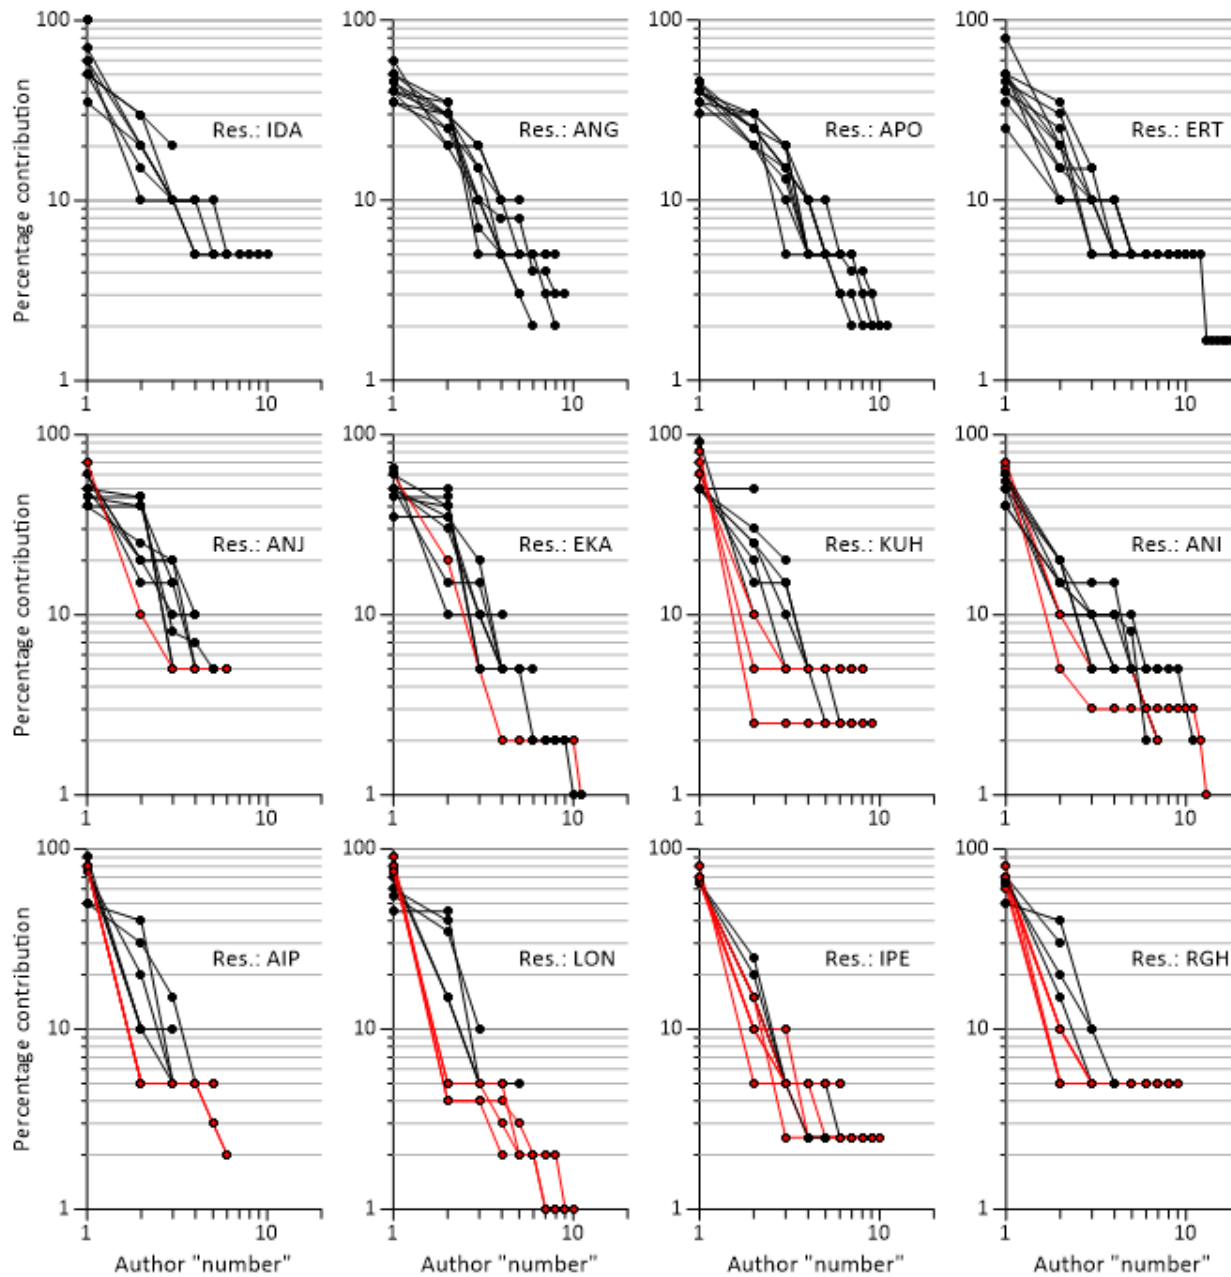 100 100 100 100
Percentage contribution
Res.: IDA Res.: ANG Res.: APO Res.: ERT
10 10 10 10
1 1 1 1
1 10 1 10 1 10 1 10
100 100 100 100
Percentage contribution
Res.: ANJ Res.: EKA Res.: KUH Res.: ANI
10 10 10 10
1 1 1 1
1 10 1 10 1 10 1 10
100 100 100 100
Percentage contribution
Res.: AIP Res.: LON Res.: IPE Res.: RGH
10 10 10 10
1 1 1 1
1 10 1 10 1 10 1 10
Author "number" Author "number" Author "number" Author "number"